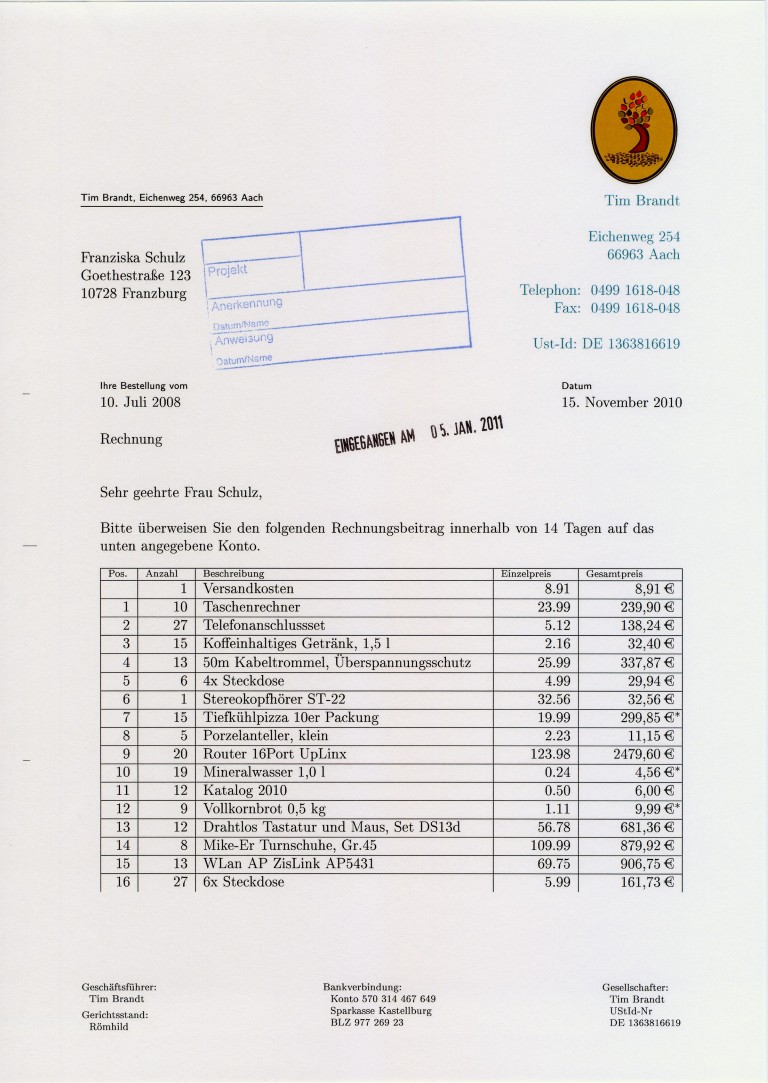 Tim Brandt, Eichenweg 254, 66963 Aach
Tim Brandt
Eichenweg 254
66963 Aach
Telephon: 0499 1618-048
Fax: 0499 1618-048
Ust-Id: DE 1363816619
Franziska Schulz
Goethestraße 123
10728 Franzburg
Projekt
Anerkennung
Datum/Name
Anweisung
Datum/Name
Ihre Bestellung vom
10. Juli 2008
Datum
15. November 2010
Rechnung
EINGEGANGEN AM 05. JAN. 2011
Sehr geehrte Frau Schulz,
Bitte überweisen Sie den folgenden Rechnungsbeitrag innerhalb von 14 Tagen auf das
unten angegebene Konto.
Pos. Anzahl Beschreibung Einzelpreis Gesamtpreis
1 Versandkosten 8.91 8,91 €
1 10 Taschenrechner 23.99 239,90 €
2 27 Telefonanschlussset 5.12 138,24 €
3 15 Koffeinhaltiges Getränk, 1,5 l 2.16 32,40 €
4 13 50m Kabeltrommel, Überspannungsschutz 25.99 337,87 €
5 6 4x Steckdose 4.99 29,94 €
6 1 Stereokopfhörer ST-22 32.56 32,56 €
7 15 Tiefkühlpizza 10er Packung 19.99 299,85 €*
8 5 Porzelanteller, klein 2.23 11,15 €
9 20 Router 16Port UpLinx 123.98 2479,60 €
10 19 Mineralwasser 1,0 l 0.24 4,56 €*
11 12 Katalog 2010 0.50 6,00 €
12 9 Vollkornbrot 0,5 kg 1.11 9,99 €*
13 12 Drahtlos Tastatur und Maus, Set DS13d 56.78 681,36 €
14 8 Mike-Er Turnschuhe, Gr.45 109.99 879,92 €
15 13 WLan AP ZisLink AP5431 69.75 906,75 €
16 27 6x Steckdose 5.99 161,73 €
Geschäftsführer:
Tim Brandt
Gerichtsstand:
Römhild
Bankverbindung:
Konto 570 314 467 649
Sparkasse Kastellburg
BLZ 977 269 23
Gesellschafter:
Tim Brandt
UStId-Nr
DE 1363816619